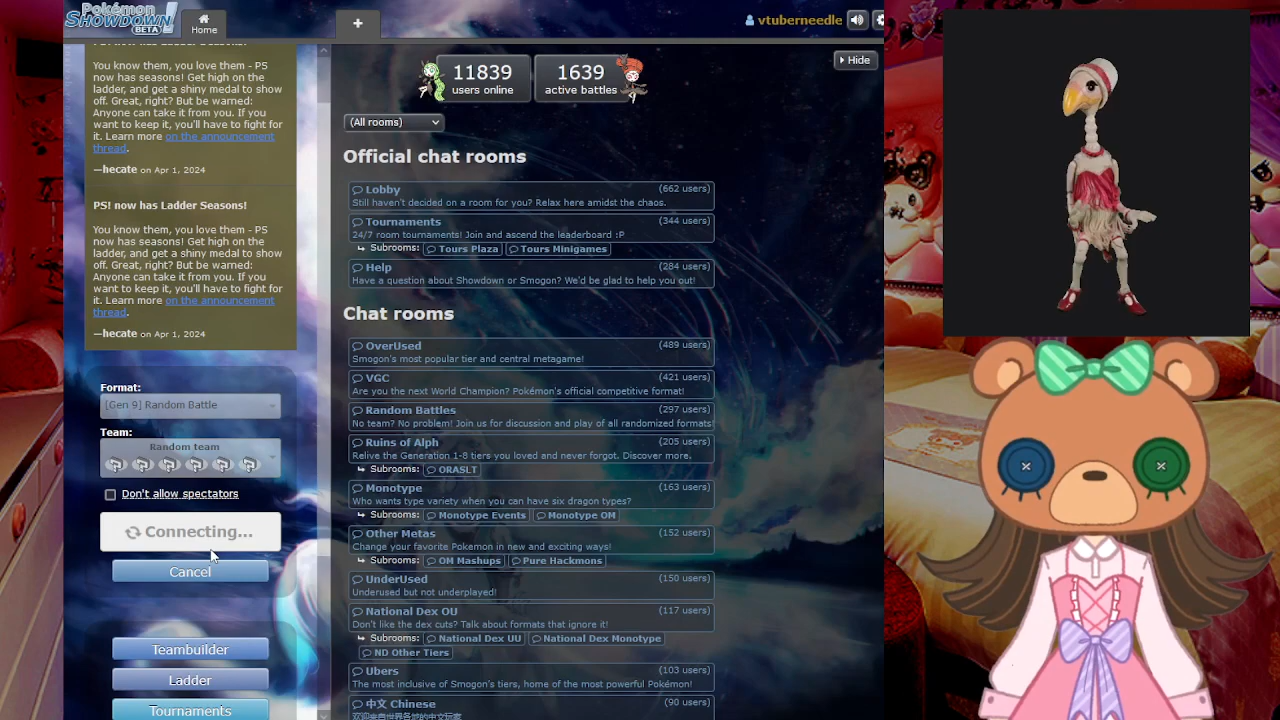 Pokémon
SHOWDOWN!
BETA
Home
+
vtuberneedle
You know them, you love them - PS
now has seasons! Get high on the
ladder, and get a shiny medal to show
off. Great, right? But be warned:
Anyone can take it from you. If you
want to keep it, you'll have to fight for
it. Learn more on the announcement
thread.
—hecate on Apr 1, 2024
PS! now has Ladder Seasons!
You know them, you love them - PS
now has seasons! Get high on the
ladder, and get a shiny medal to show
off. Great, right? But be warned:
Anyone can take it from you. If you
want to keep it, you'll have to fight for
it. Learn more on the announcement
thread.
—hecate on Apr 1, 2024
Format:
[Gen 9] Random Battle
Team:
Random team
Don't allow spectators
Connecting...
Cancel
Teambuilder
Ladder
Tournaments
11839
users online
1639
active battles
Hide
(All rooms)
Official chat rooms
Lobby (662 users)
Still haven't decided on a room for you? Relax here amidst the chaos.
Tournaments (344 users)
24/7 room tournaments! Join and ascend the leaderboard :P
Subrooms: Tours Plaza Tours Minigames
Help (284 users)
Have a question about Showdown or Smogon? We'd be glad to help you out!
Chat rooms
OverUsed (489 users)
Smogon's most popular tier and central metagame!
VGC (421 users)
Are you the next World Champion? Pokémon's official competitive format!
Random Battles (297 users)
No team? No problem! Join us for discussion and play of all randomized formats
Ruins of Alph (205 users)
Relive the Generation 1-8 tiers you loved and never forgot. Discover more.
Subrooms: ORASLT
Monotype (163 users)
Who wants type variety when you can have six dragon types?
Subrooms: Monotype Events Monotype OM
Other Metas (152 users)
Change your favorite Pokemon in new and exciting ways!
Subrooms: OM Mashups Pure Hackmons
UnderUsed (150 users)
Underused but not underplayed!
National Dex OU (117 users)
Don't like the dex cuts? Talk about formats that ignore it!
Subrooms: National Dex UU National Dex Monotype
ND Other Tiers
Ubers (103 users)
The most inclusive of Smogon's tiers, home of the most powerful Pokémon!
中文 Chinese (90 users)
欢迎来自世界各地的中文玩家